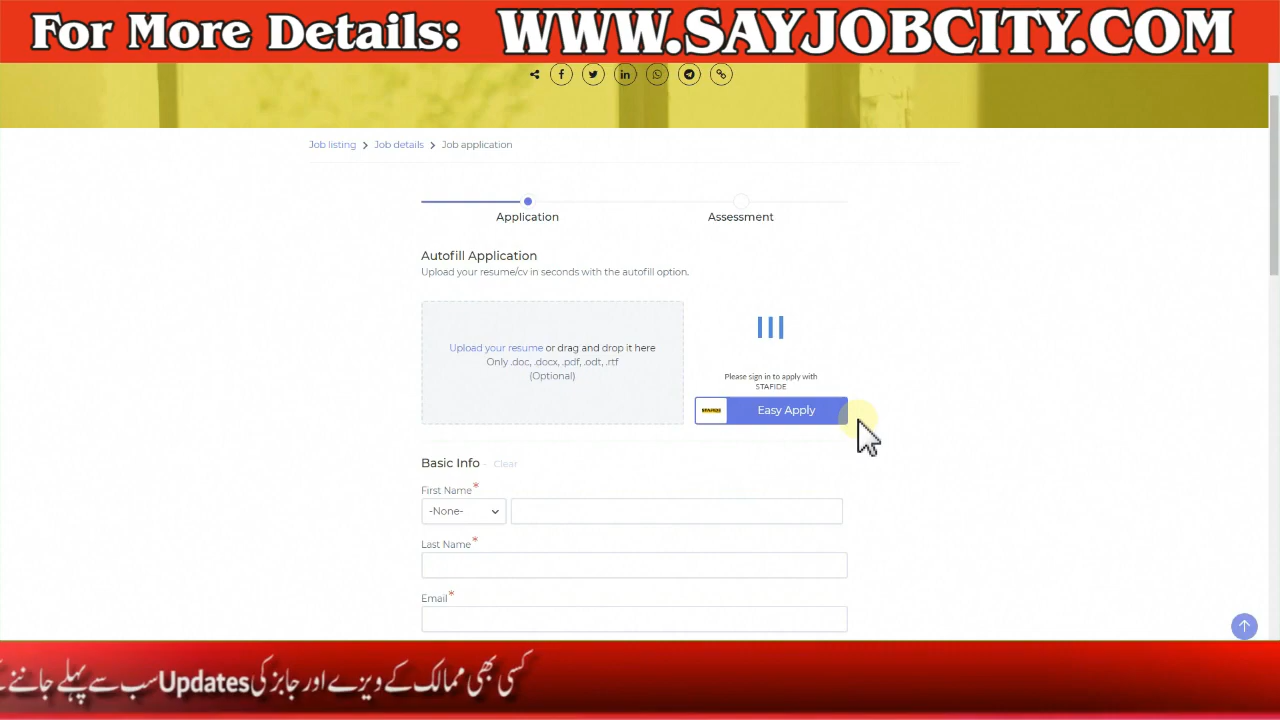 For More Details: WWW.SAYJOBCITY.COM
Job listing > Job details > Job application
Application
Assessment
Autofill Application
Upload your resume/cv in seconds with the autofill option.
Upload your resume or drag and drop it here
Only .doc, .docx, .pdf, .odt, .rtf
(Optional)
Please sign in to apply with
STAFIDE
STAFIDE
Easy Apply
Basic Info - Clear
First Name*
-None-
Last Name*
Email*
کسی بھی ممالک کے ویزے اور جابز کی Updates سب سے پہلے جاننے